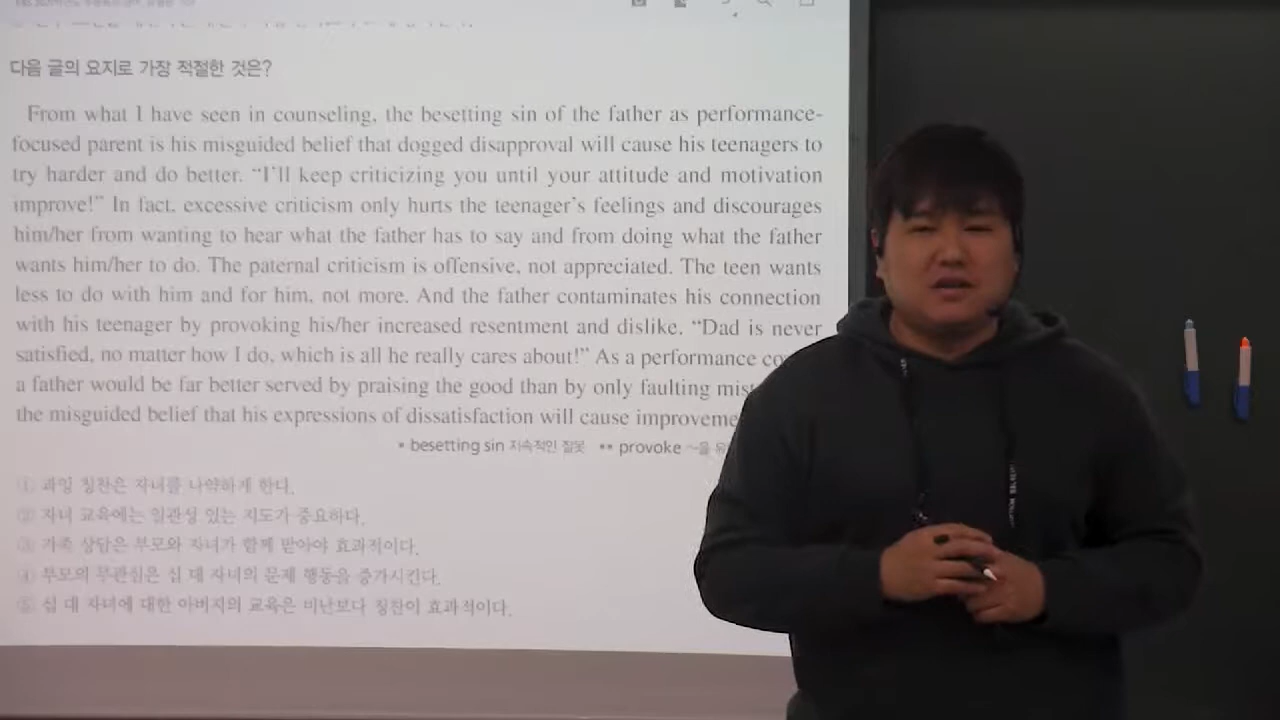 다음 글의 요지로 가장 적절한 것은?
From what I have seen in counseling, the besetting sin of the father as performance-
focused parent is his misguided belief that dogged disapproval will cause his teenagers to
try harder and do better. “I’ll keep criticizing you until your attitude and motivation
improve!” In fact, excessive criticism only hurts the teenager’s feelings and discourages
him/her from wanting to hear what the father has to say and from doing what the father
wants him/her to do. The paternal criticism is offensive, not appreciated. The teen wants
less to do with him and for him, not more. And the father contaminates his connection
with his teenager by provoking his/her increased resentment and dislike. “Dad is never
satisfied, no matter how I do, which is all he really cares about!” As a performance
a father would be far better served by praising the good than by only faulting
the misguided belief that his expressions of dissatisfaction will cause
* besetting sin 지속적인 잘못 ** provoke ~을
① 과잉 칭찬은 자녀를 나약하게 한다.
② 자녀 교육에는 일관성 있는 지도가 중요하다.
③ 가족 상담은 부모와 자녀가 함께 받아야 효과적이다.
④ 부모의 무관심은 십 대 자녀의 문제 행동을 증가시킨다.
⑤ 십 대 자녀에 대한 아버지의 교육은 비난보다 칭찬이 효과적이다.